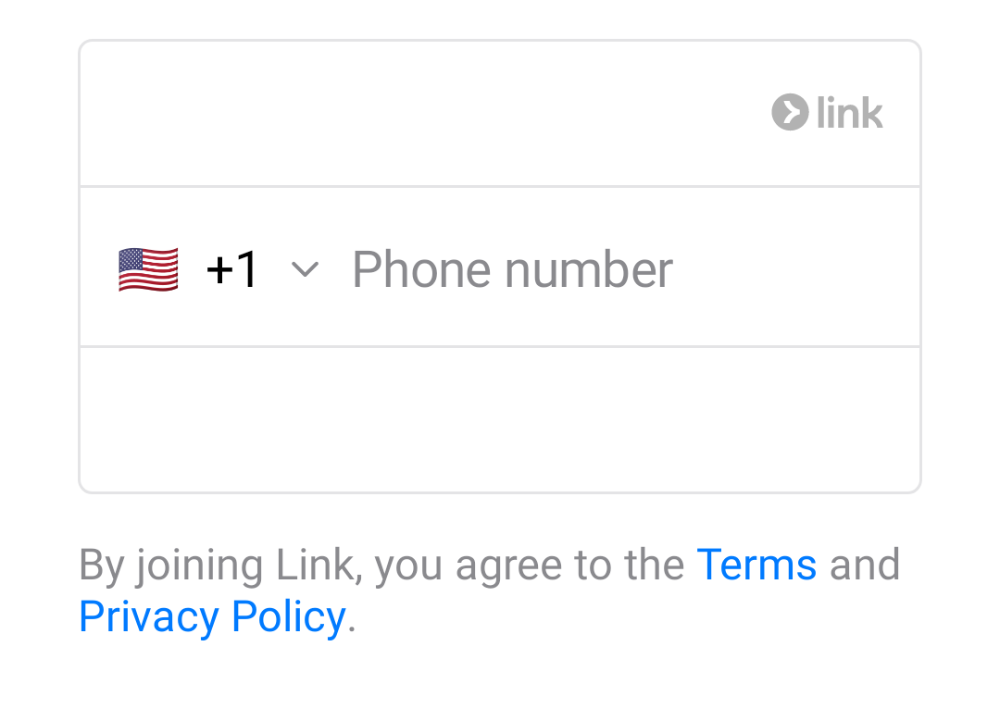 link
+1 Phone number
By joining Link, you agree to the Terms and
Privacy Policy.